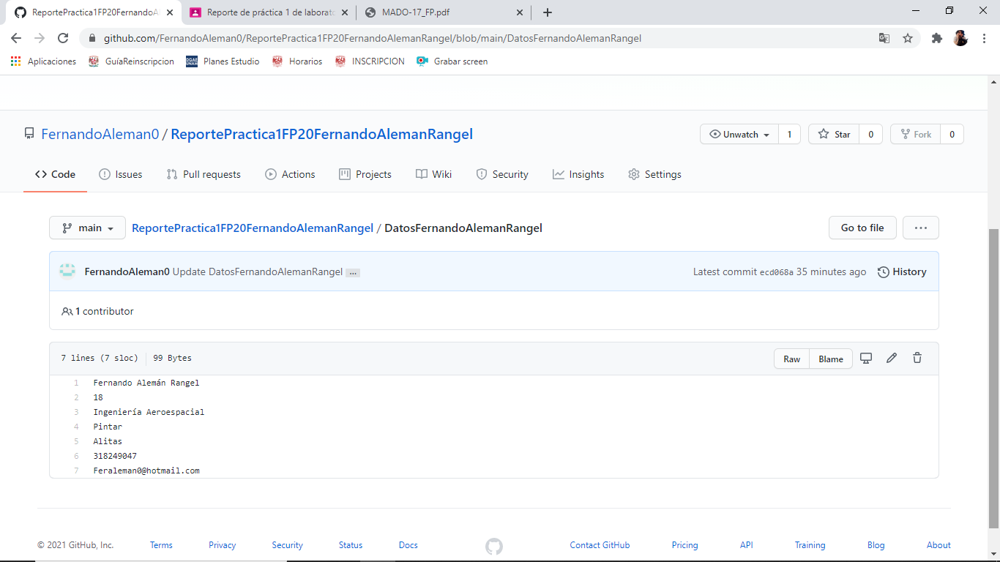 ReportePractica1FP20FernandoA
Reporte de práctica 1 de laborato
MADO-17_FP.pdf
github.com/FernandoAleman0/ReportePractica1FP20FernandoAlemanRangel/blob/main/DatosFernandoAlemanRangel
Aplicaciones GuíaReinscripcion Planes Estudio Horarios INSCRIPCION Grabar screen
FernandoAleman0 / ReportePractica1FP20FernandoAlemanRangel
Unwatch 1 Star 0 Fork 0
Code Issues Pull requests Actions Projects Wiki Security Insights Settings
main ReportePractica1FP20FernandoAlemanRangel / DatosFernandoAlemanRangel Go to file ...
FernandoAleman0 Update DatosFernandoAlemanRangel ... Latest commit ecd068a 35 minutes ago History
1 contributor
7 lines (7 sloc) 99 Bytes Raw Blame
1 Fernando Alemán Rangel
2 18
3 Ingeniería Aeroespacial
4 Pintar
5 Alitas
6 318249047
7 Feraleman0@hotmail.com
© 2021 GitHub, Inc. Terms Privacy Security Status Docs Contact GitHub Pricing API Training Blog About